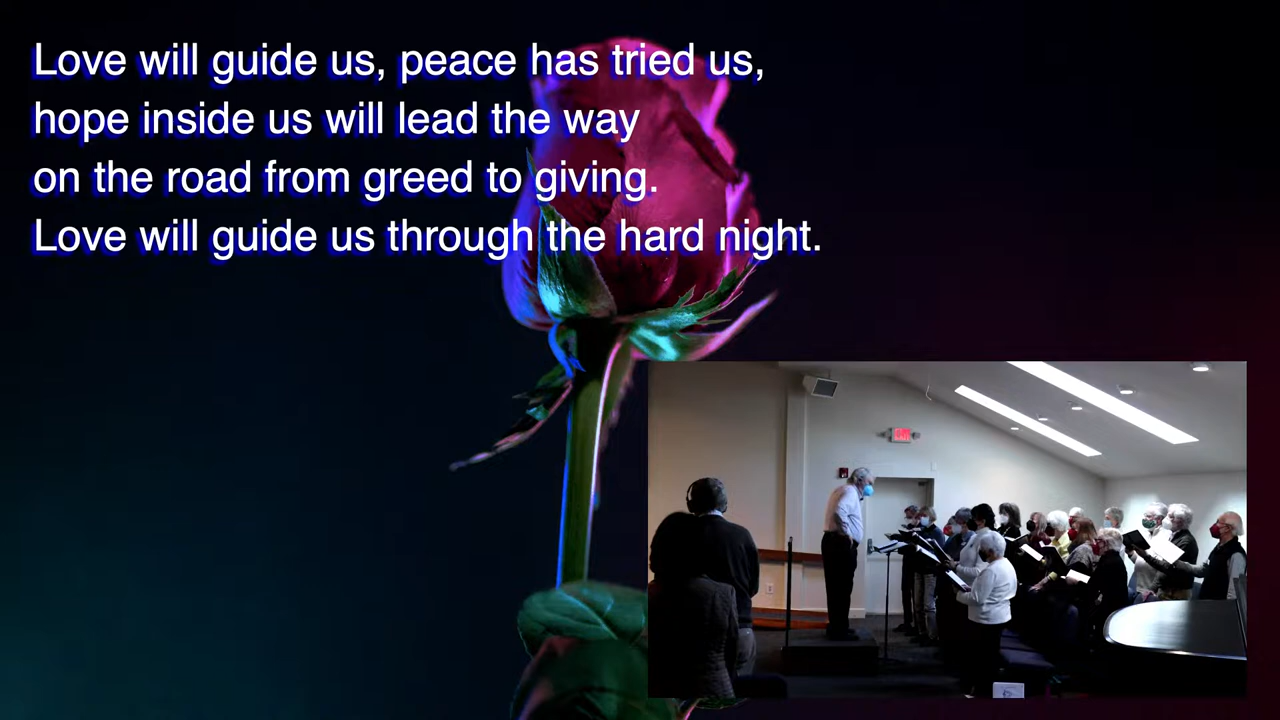 Love will guide us, peace has tried us,
hope inside us will lead the way
on the road from greed to giving.
Love will guide us through the hard night.
EXIT